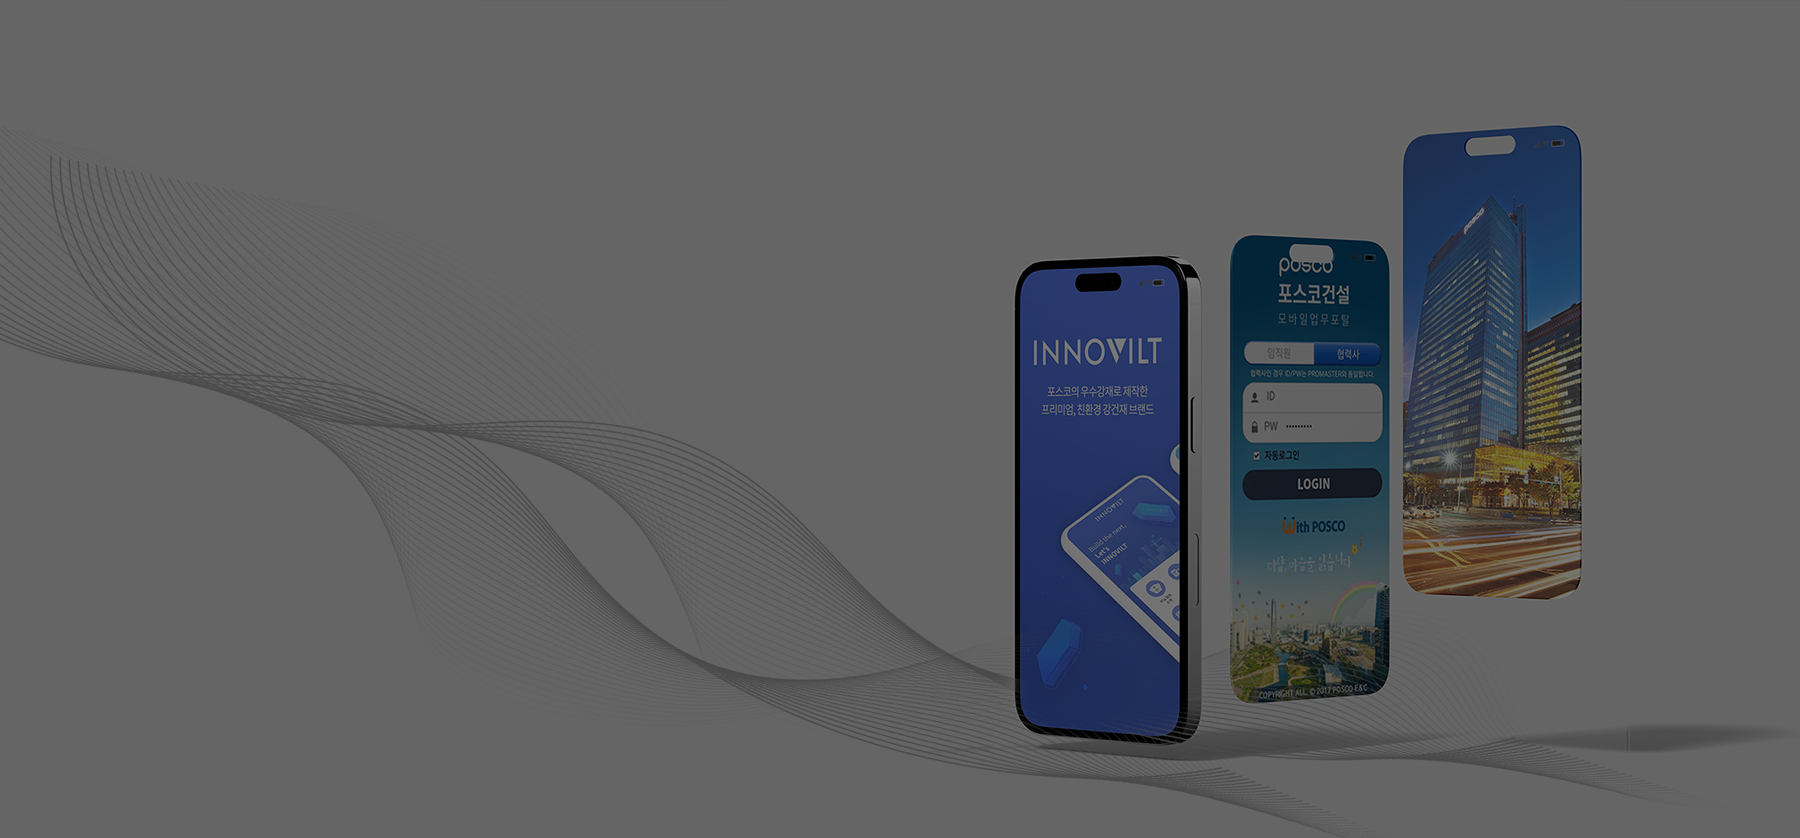 INNOVILT
포스코의 우수강재로 제작한
프리미엄, 친환경 강건재 브랜드
INNOVILT
Build the next,
Let's
INNOVILT
posco
포스코건설
모바일업무포탈
임직원 협력사
협력사인 경우 ID/PW는 PROMASTER와 동일합니다.
ID
PW ·········
자동로그인
LOGIN
With POSCO
더샵, 마음을 읽습니다
COPYRIGHT ALL. © 2017 POSCO E&C
posco